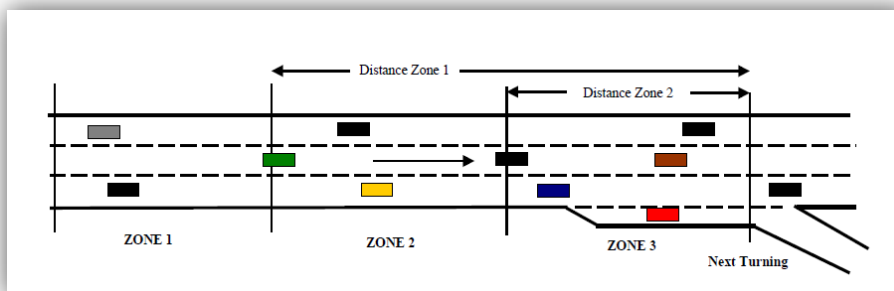 Distance Zone 1
Distance Zone 2
ZONE 1
ZONE 2
ZONE 3
Next Turning